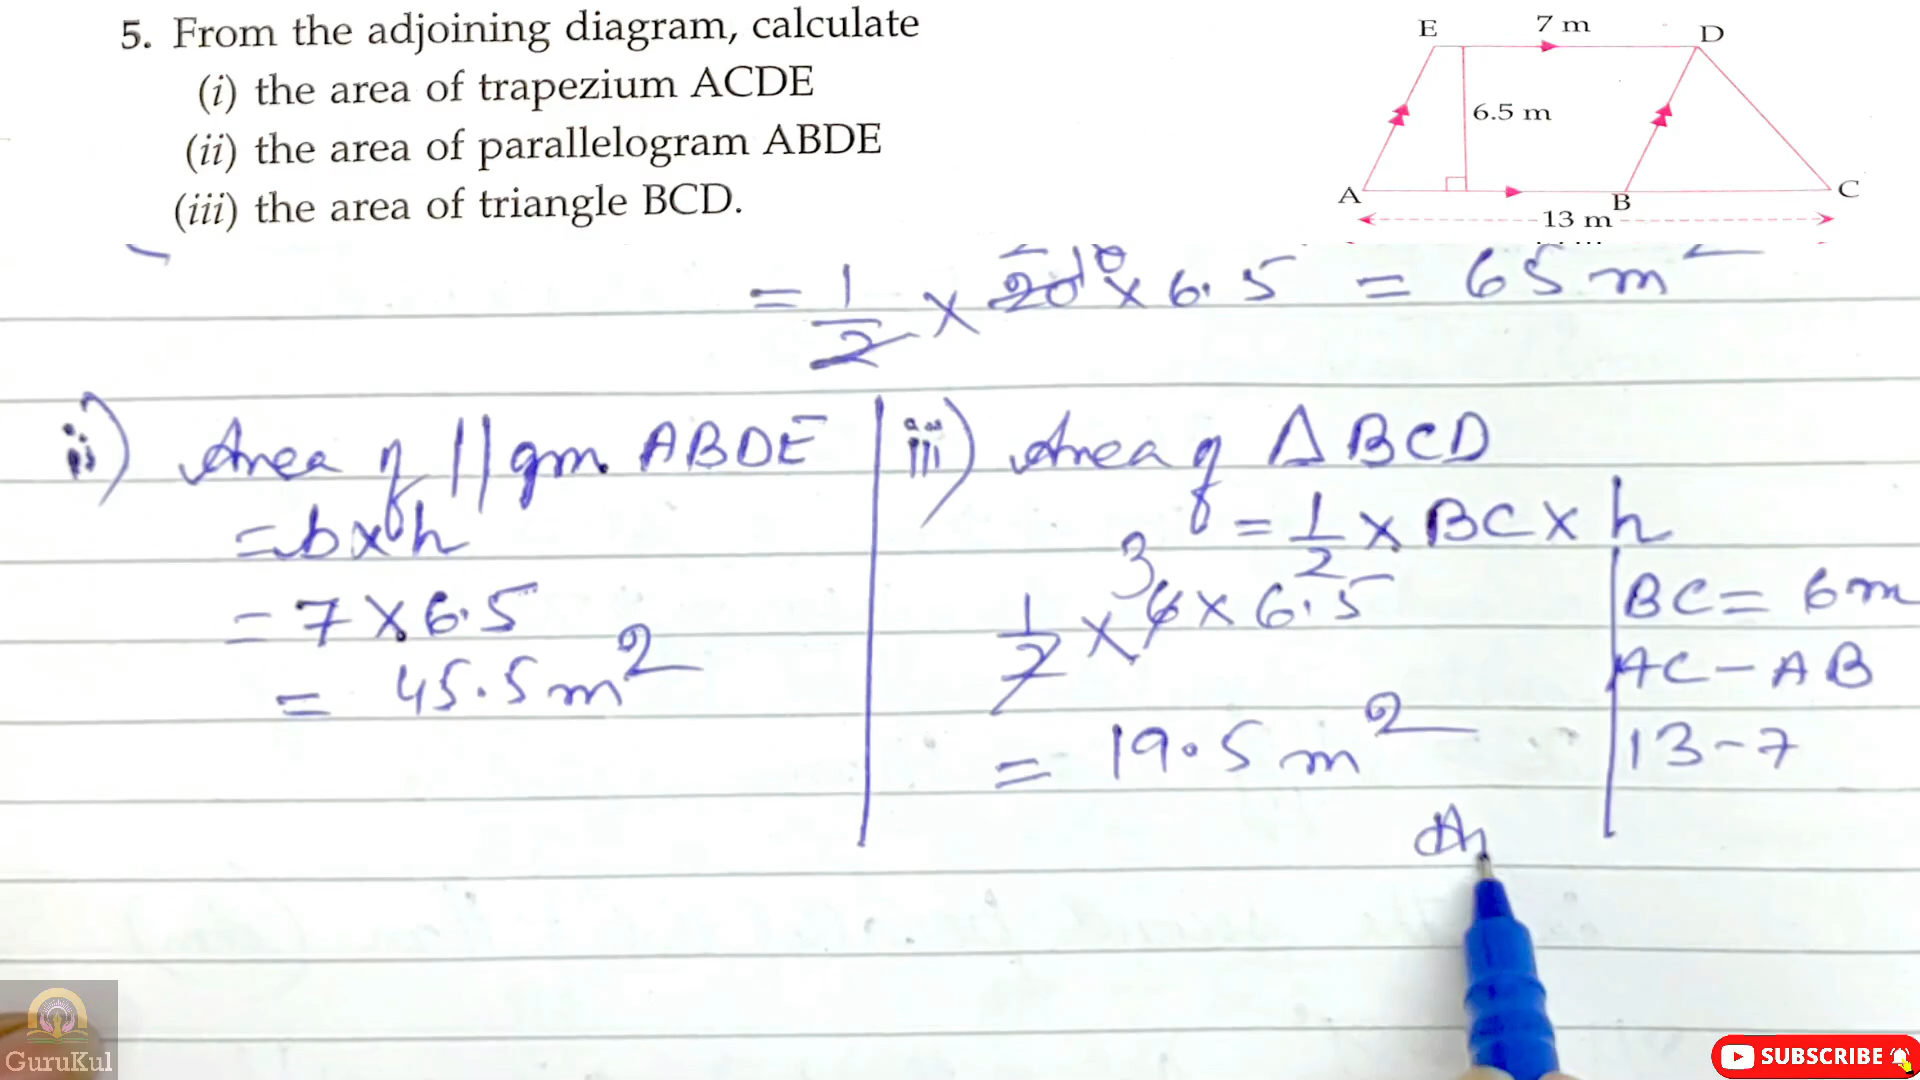 5. From the adjoining diagram, calculate
(i) the area of trapezium ACDE
(ii) the area of parallelogram ABDE
(iii) the area of triangle BCD.
E 7 m D
6.5 m
A B C
13 m
= 1/2 × 20 10 × 6.5 = 65 m²
ii) Area of ||gm. ABDE
= b × h
= 7 × 6.5
= 45.5 m²
iii) Area of Δ BCD
= 1/2 × BC × h
1/2 × 6 3 × 6.5
= 19.5 m²
BC = 6m
AC - AB
13 - 7
An
GuruKul
SUBSCRIBE